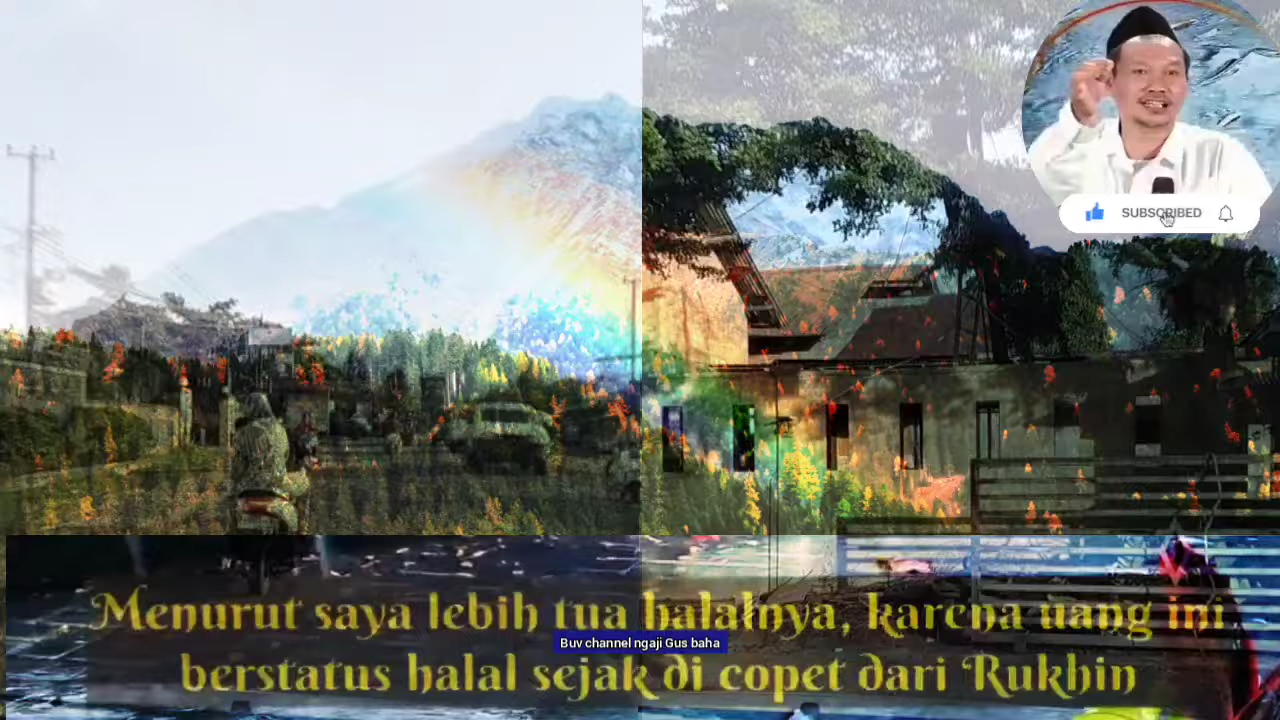 SUBSCRIBED
Menurut saya lebih tua halalnya, karena uang ini
Buv channel ngaji Gus baha
berstatus halal sejak di copet dari Rukhin